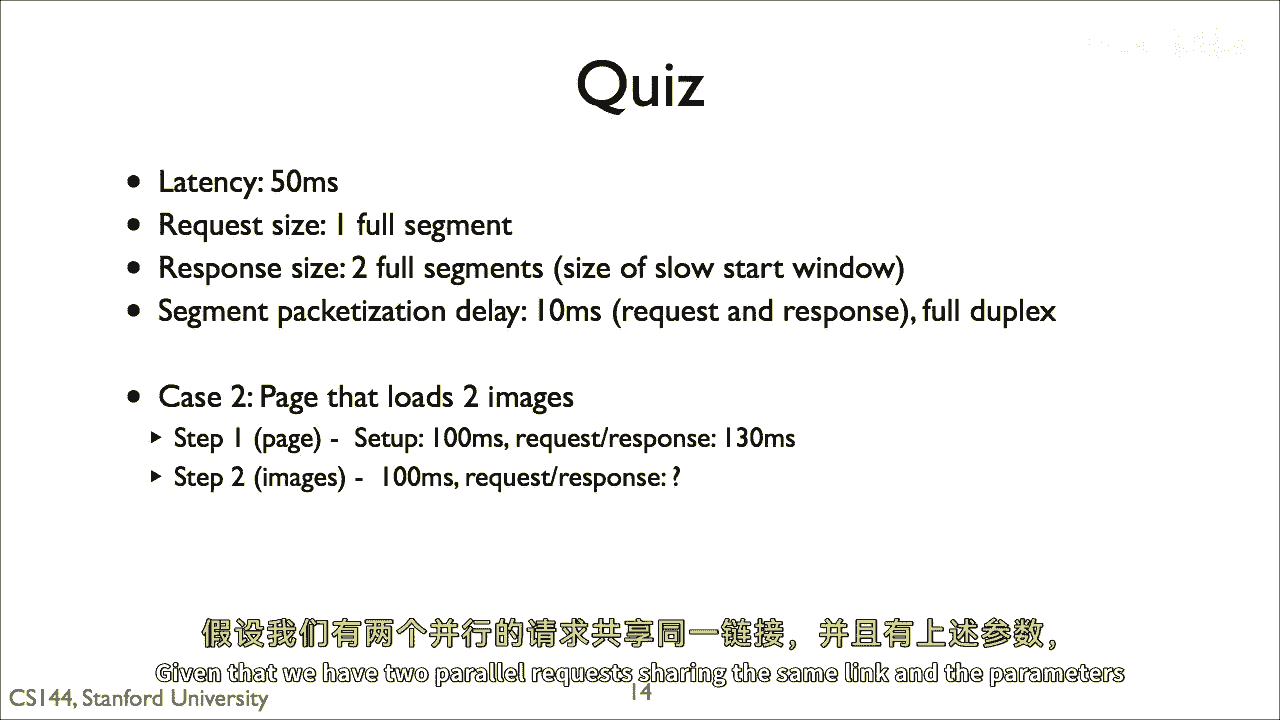 Quiz
• Latency: 50ms
• Request size: 1 full segment
• Response size: 2 full segments (size of slow start window)
• Segment packetization delay: 10ms (request and response), full duplex
• Case 2: Page that loads 2 images
▸ Step 1 (page) - Setup: 100ms, request/response: 130ms
▸ Step 2 (images) - 100ms, request/response: ?
假设我们有两个并行的请求共享同一链接，并且有上述参数，
Given that we have two parallel requests sharing the same link and the parameters
CS144, Stanford University
14